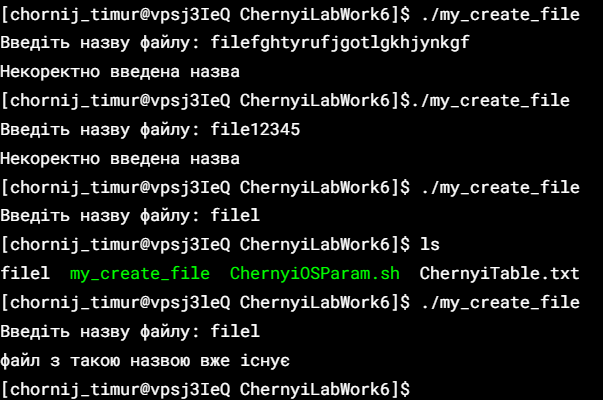 [chornij_timur@vpsj3IeQ ChernyiLabWork6]$ ./my_create_file
Введіть назву файлу: filefghtyrufjgotlgkhjynkgf
Некоректно введена назва
[chornij_timur@vpsj3IeQ ChernyiLabWork6]$./my_create_file
Введіть назву файлу: file12345
Некоректно введена назва
[chornij_timur@vpsj3IeQ ChernyiLabWork6]$ ./my_create_file
Введіть назву файлу: filel
[chornij_timur@vpsj3IeQ ChernyiLabWork6]$ ls
filel my_create_file ChernyiOSParam.sh ChernyiTable.txt
[chornij_timur@vpsj3leQ ChernyiLabWork6]$ ./my_create_file
Введіть назву файлу: filel
файл з такою назвою вже існує
[chornij_timur@vpsj3IeQ ChernyiLabWork6]$